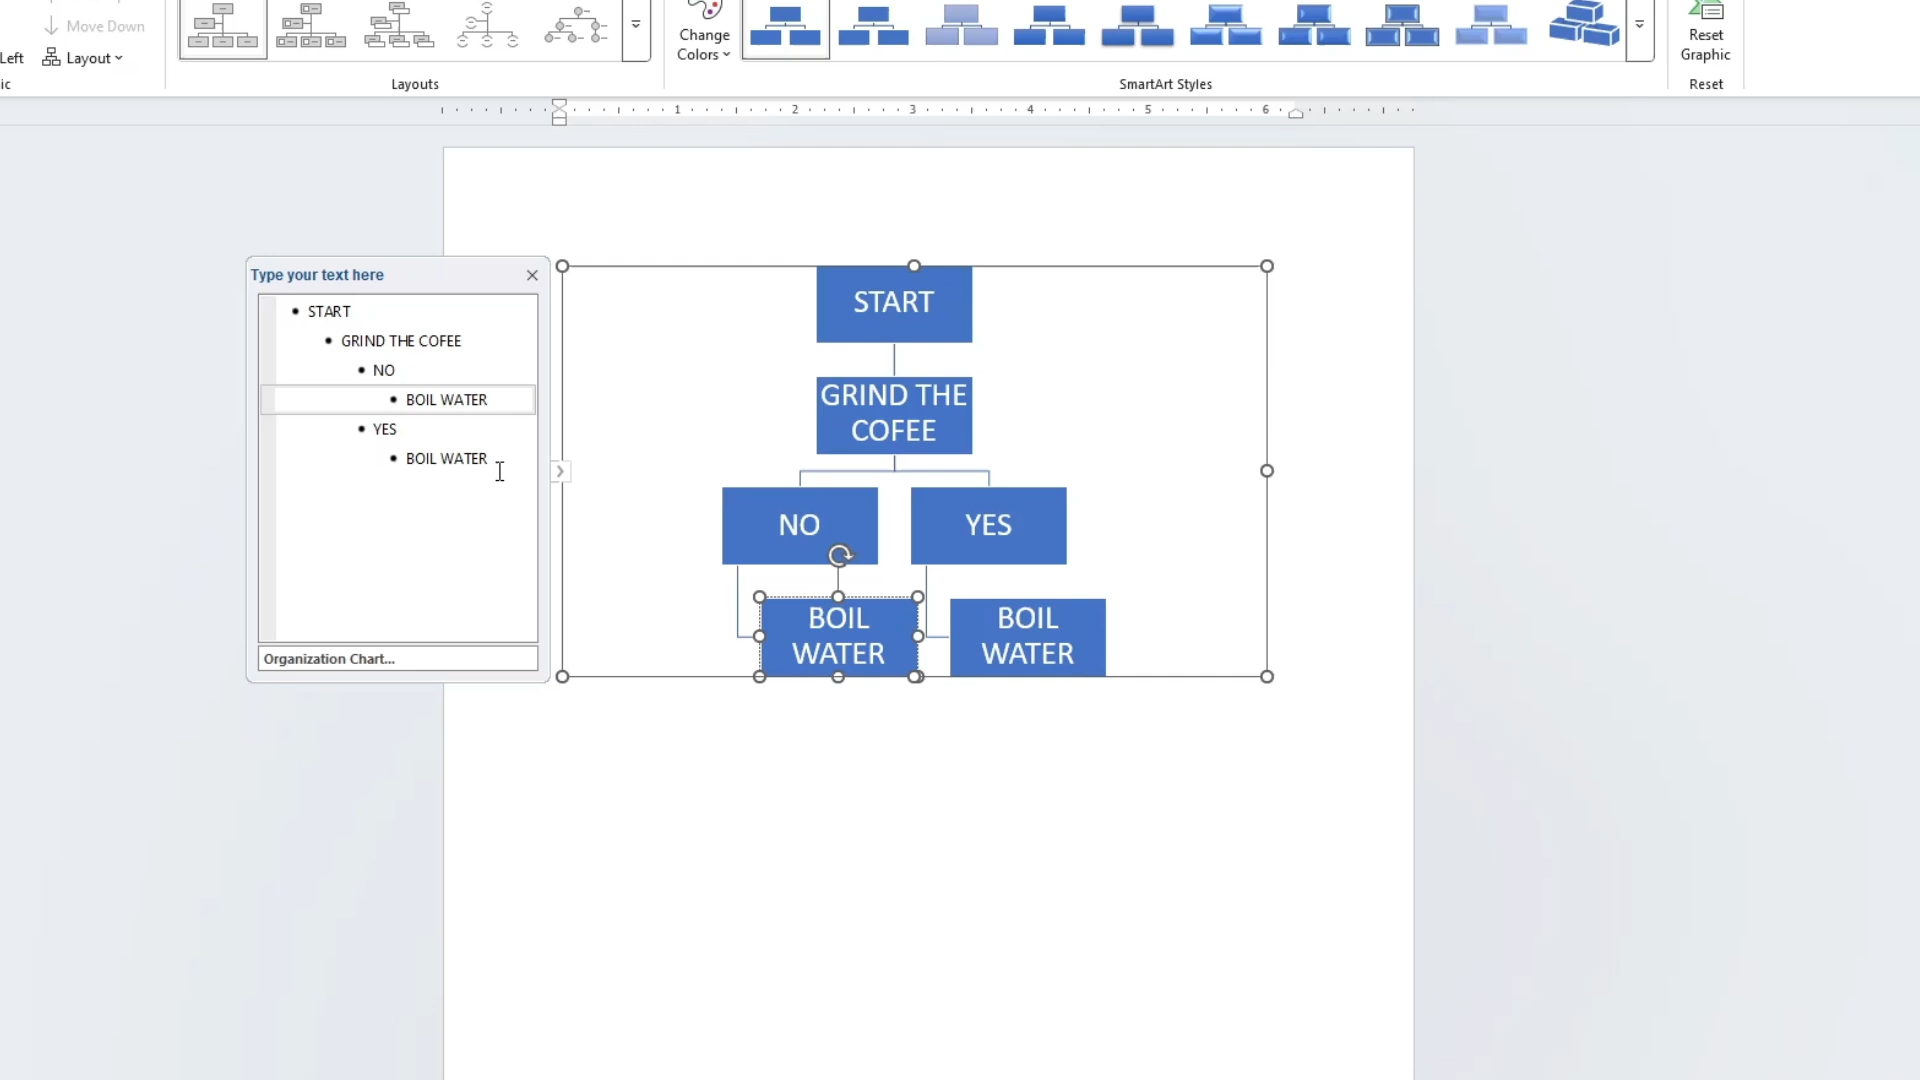 Move Down
Left
Layout
ic
Layouts
Change
Colors
SmartArt Styles
Reset
Graphic
Reset
1 2 3 4 5 6
Type your text here
START
GRIND THE COFEE
NO
BOIL WATER
YES
BOIL WATER
Organization Chart...
START
GRIND THE
COFEE
NO
YES
BOIL
WATER
BOIL
WATER